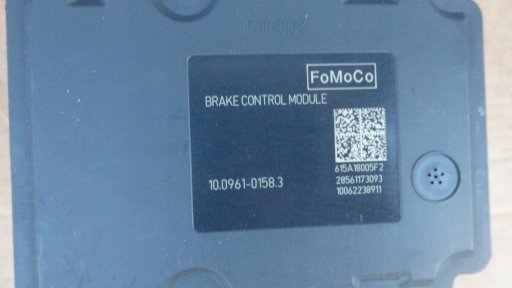 FoMoCo
BRAKE CONTROL MODULE
615A18005F2
28561173093
10062238911
10.0961-0158.3